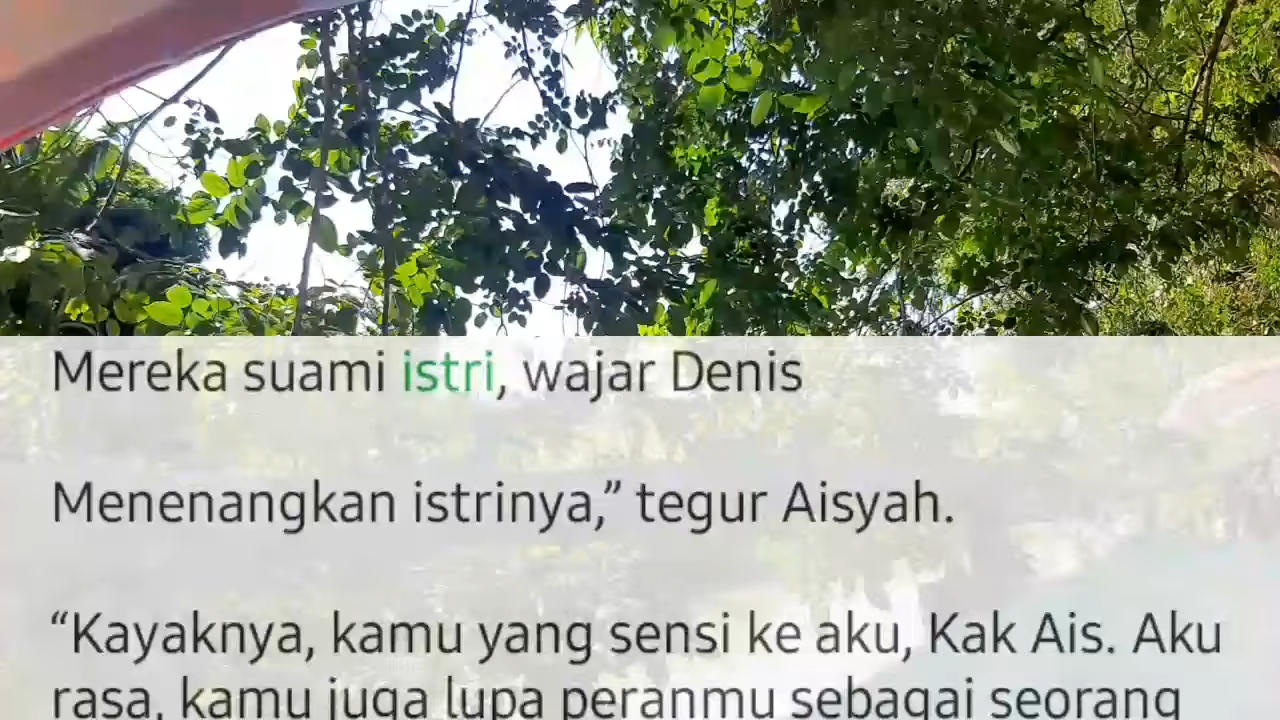 Mereka suami istri, wajar Denis
Menenangkan istrinya,” tegur Aisyah.
“Kayaknya, kamu yang sensi ke aku, Kak Ais. Aku
rasa, kamu juga lupa peranmu sebagai seorang